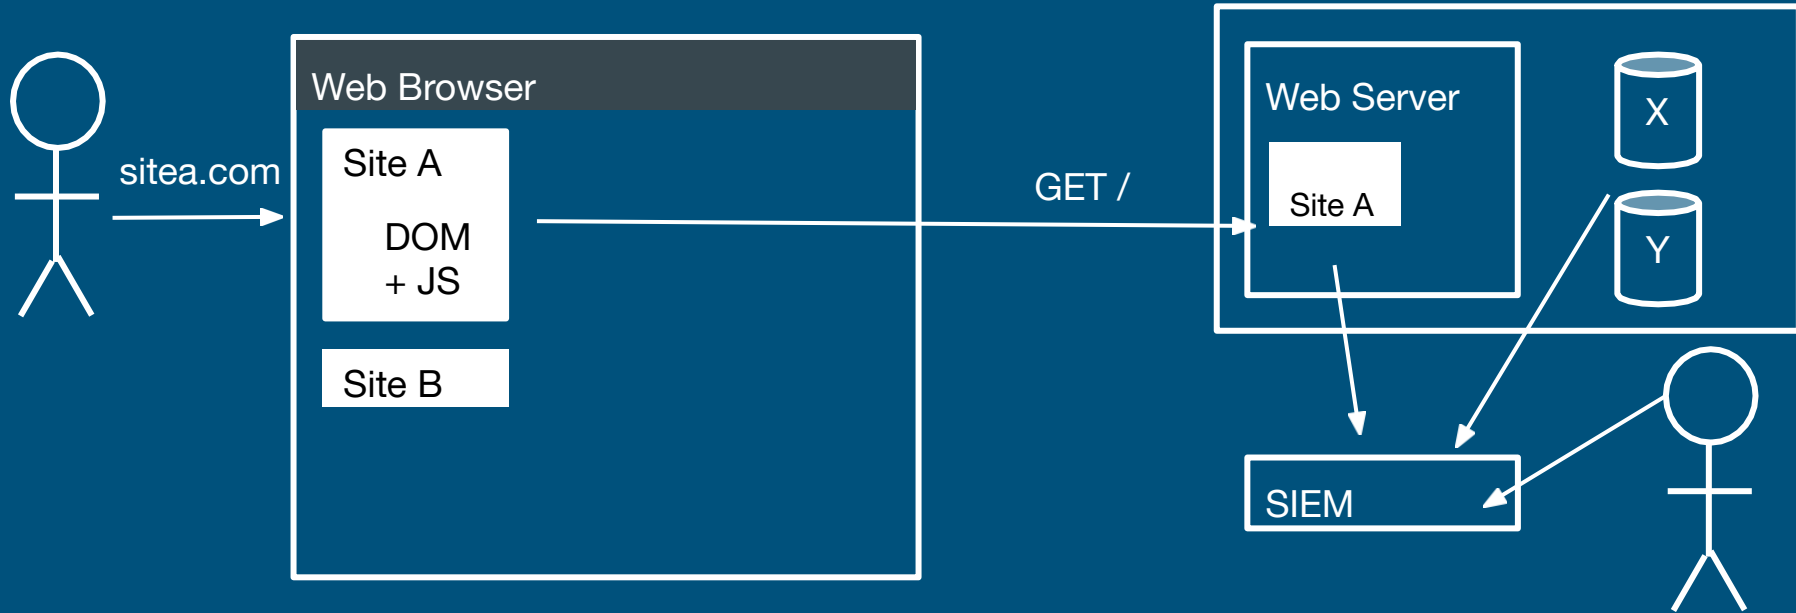 Web Browser
Site A
DOM
+ JS
Site B
sitea.com
GET /
Web Server
Site A
X
Y
SIEM